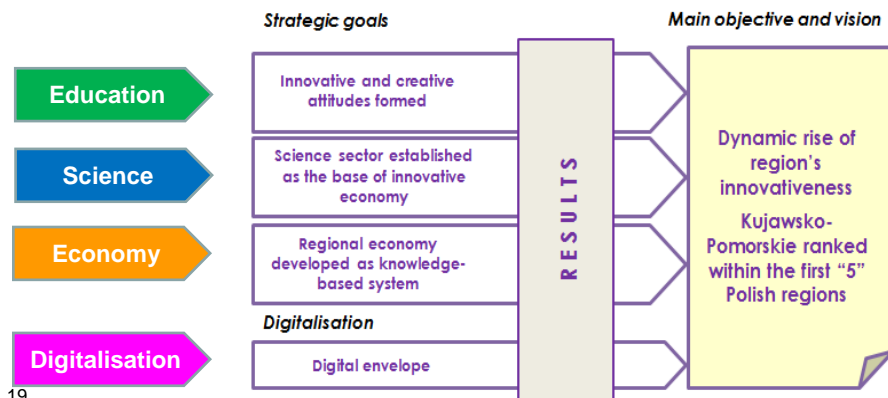 Strategic goals
Main objective and vision
Education
Innovative and creative
attitudes formed
Science
Science sector established
as the base of innovative
economy
Economy
Regional economy
developed as knowledge-
based system
Digitalisation
Digitalisation
Digital envelope
RESULTS
Dynamic rise of
region's
innovativeness
Kujawsko-
Pomorskie ranked
within the first "5"
Polish regions
19